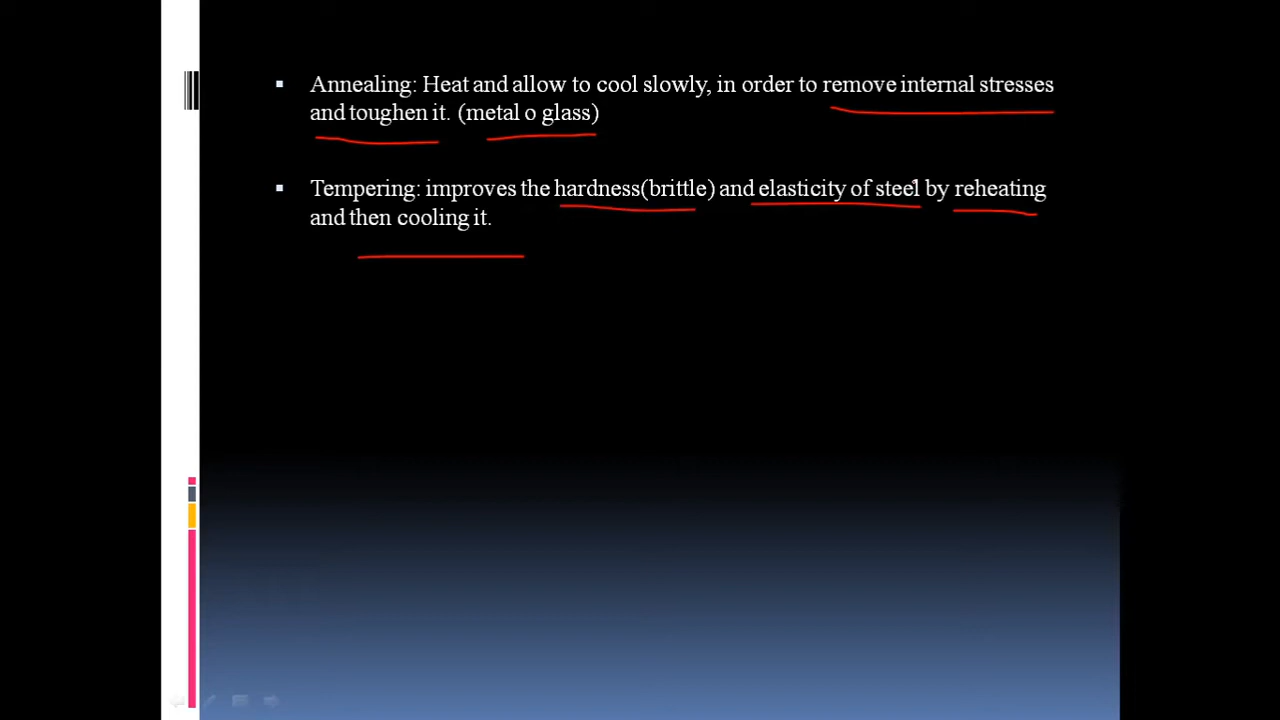 ▪ Annealing: Heat and allow to cool slowly, in order to remove internal stresses
and toughen it. (metal o glass)
▪ Tempering: improves the hardness(brittle) and elasticity of steel by reheating
and then cooling it.